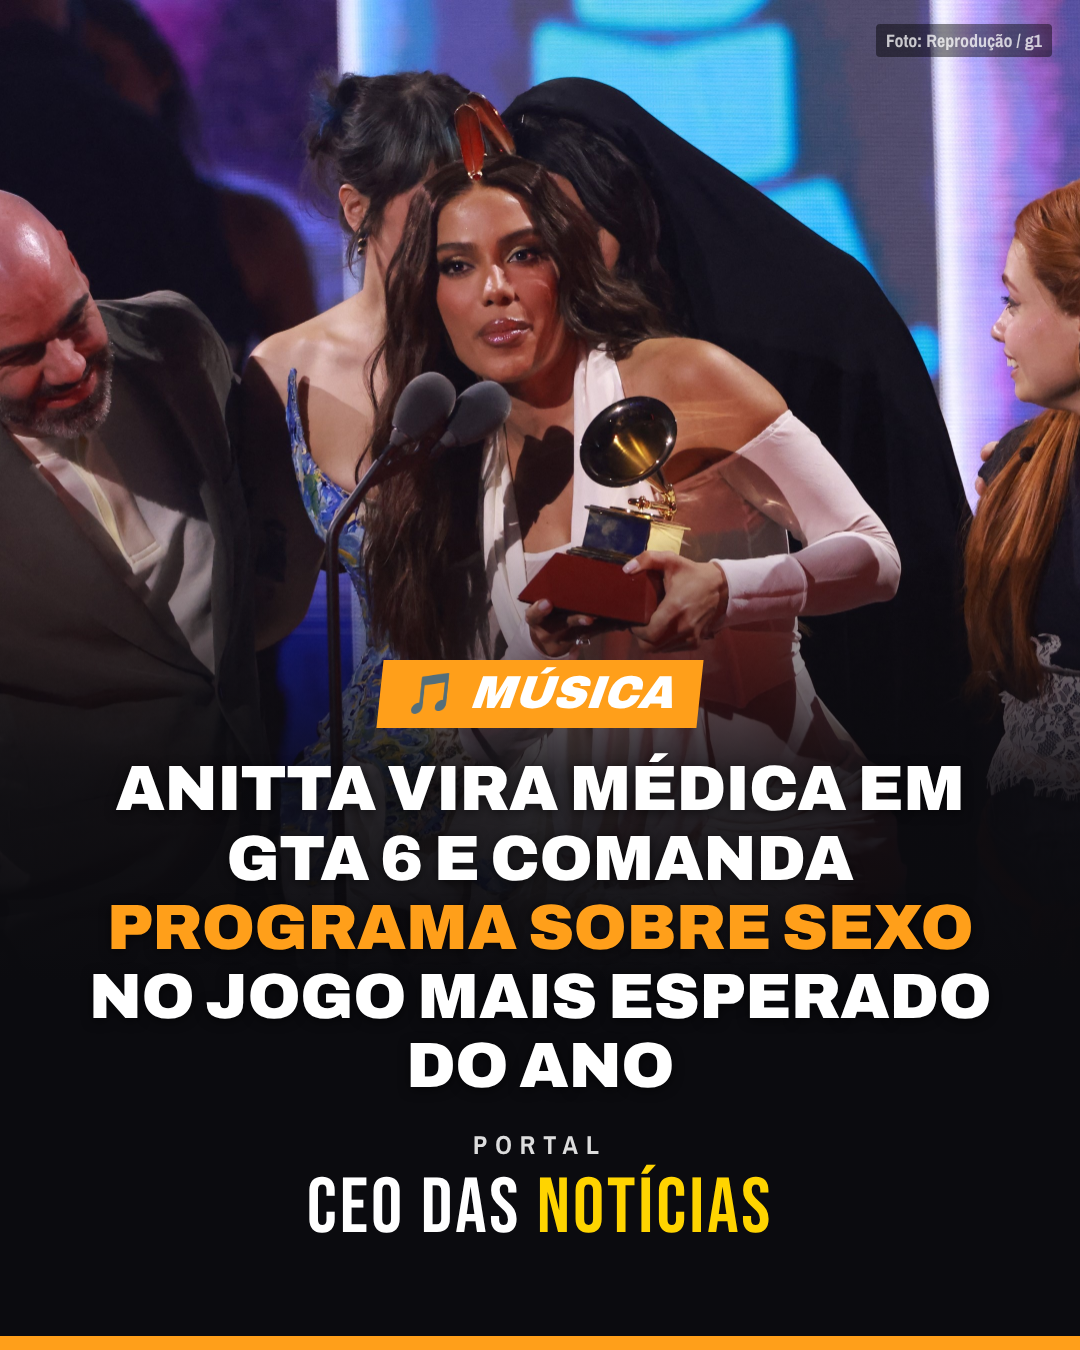 Foto: Reprodução / g1
🎵 MÚSICA
ANITTA VIRA MÉDICA EM
GTA 6 E COMANDA
PROGRAMA SOBRE SEXO
NO JOGO MAIS ESPERADO
DO ANO
PORTAL
CEO DAS NOTÍCIAS